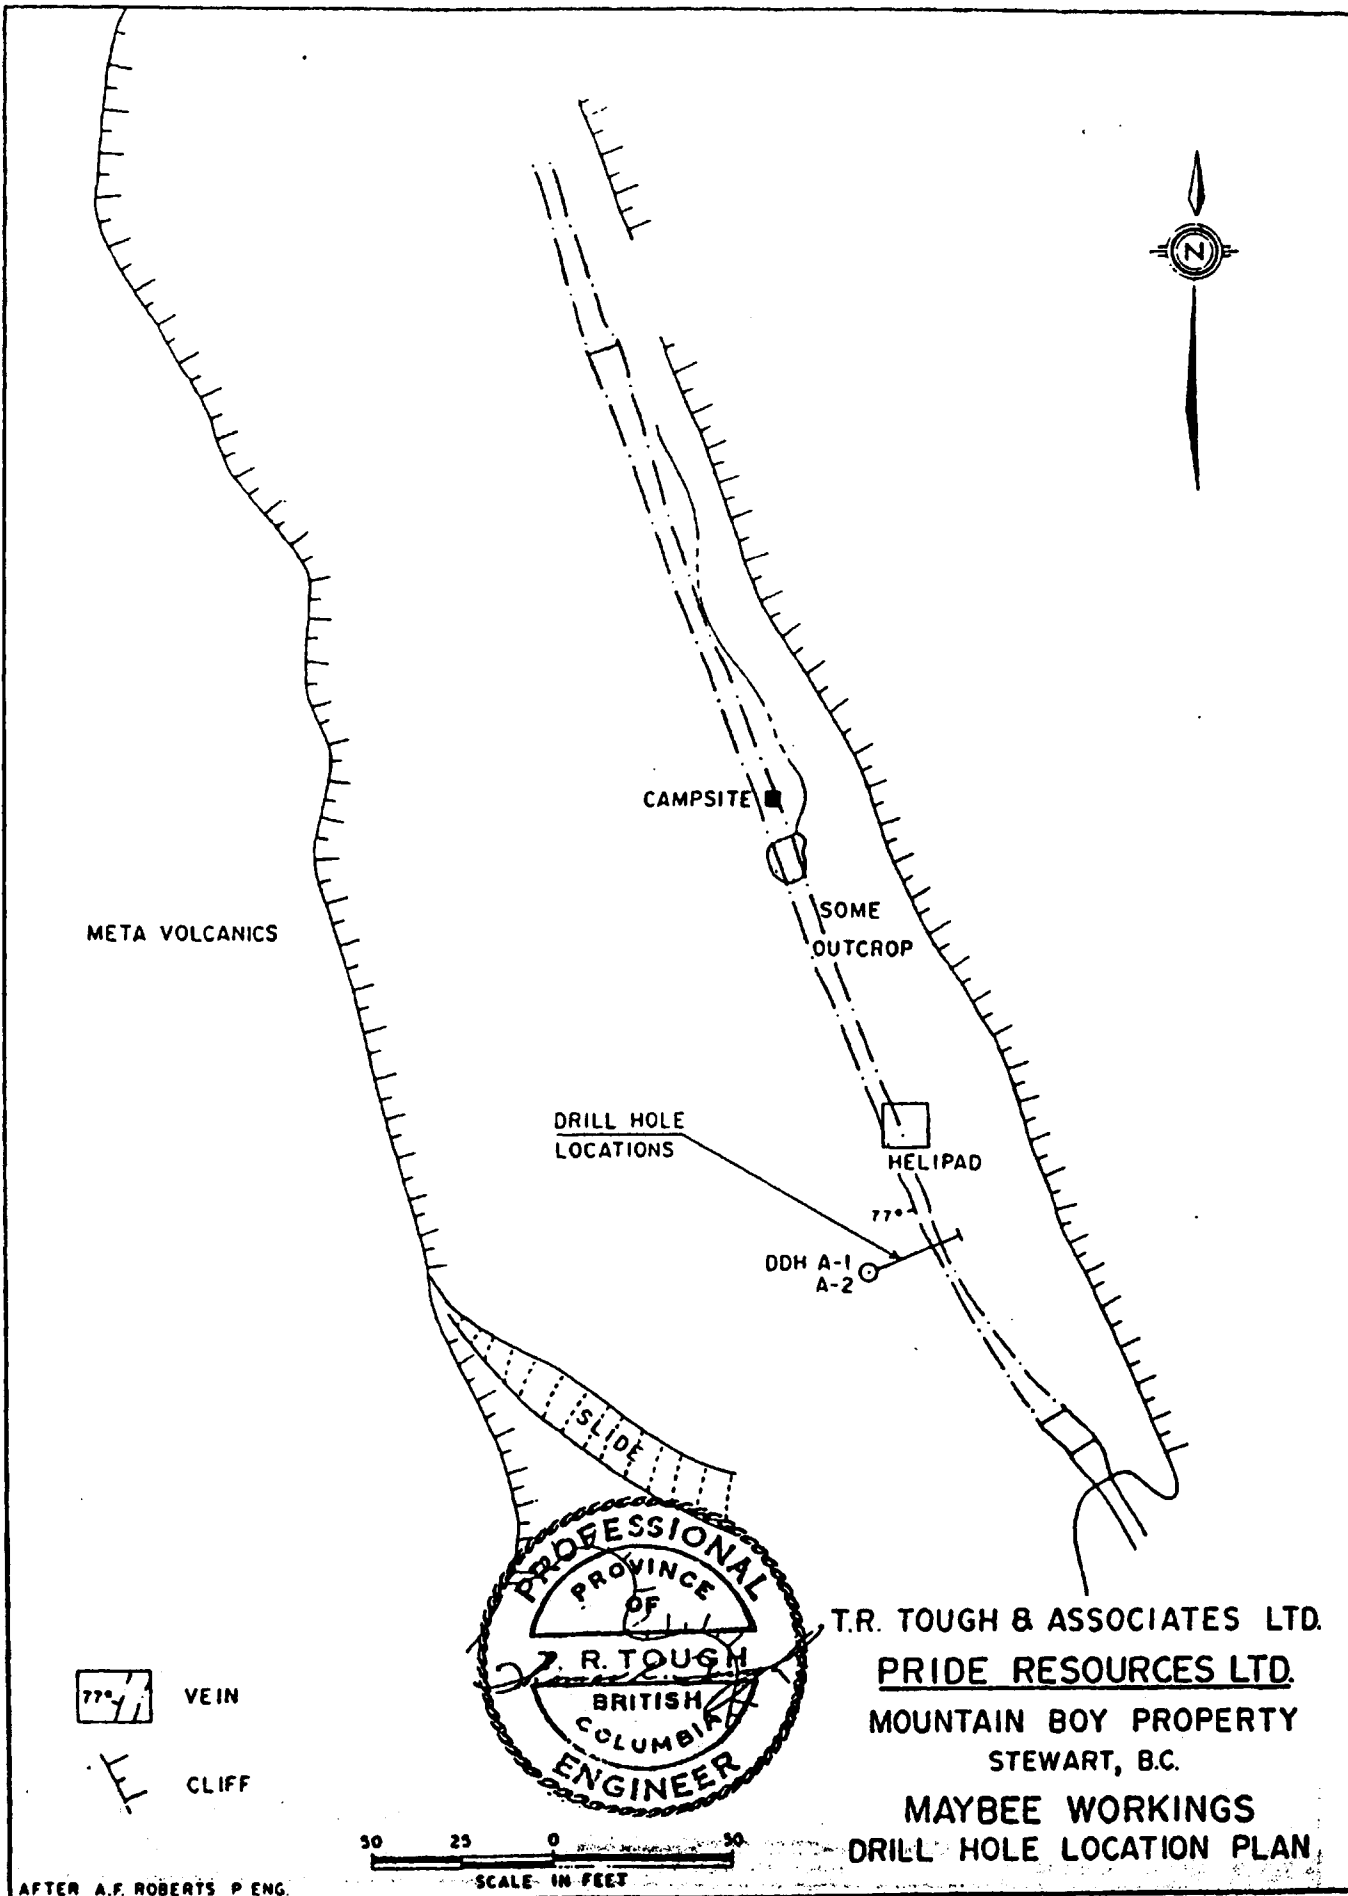 N
CAMPSITE
SOME
OUTCROP
META VOLCANICS
DRILL HOLE
LOCATIONS
HELIPAD
77°
DDH A-1
A-2
SLIDE
PROFESSIONAL
PROVINCE
OF
R. TOUGH
BRITISH
COLUMBIA
ENGINEER
T.R. TOUGH & ASSOCIATES LTD.
PRIDE RESOURCES LTD.
MOUNTAIN BOY PROPERTY
STEWART, B.C.
MAYBEE WORKINGS
DRILL HOLE LOCATION PLAN
77° VEIN
CLIFF
50 25 0 50
SCALE IN FEET
AFTER A.F. ROBERTS P ENG.